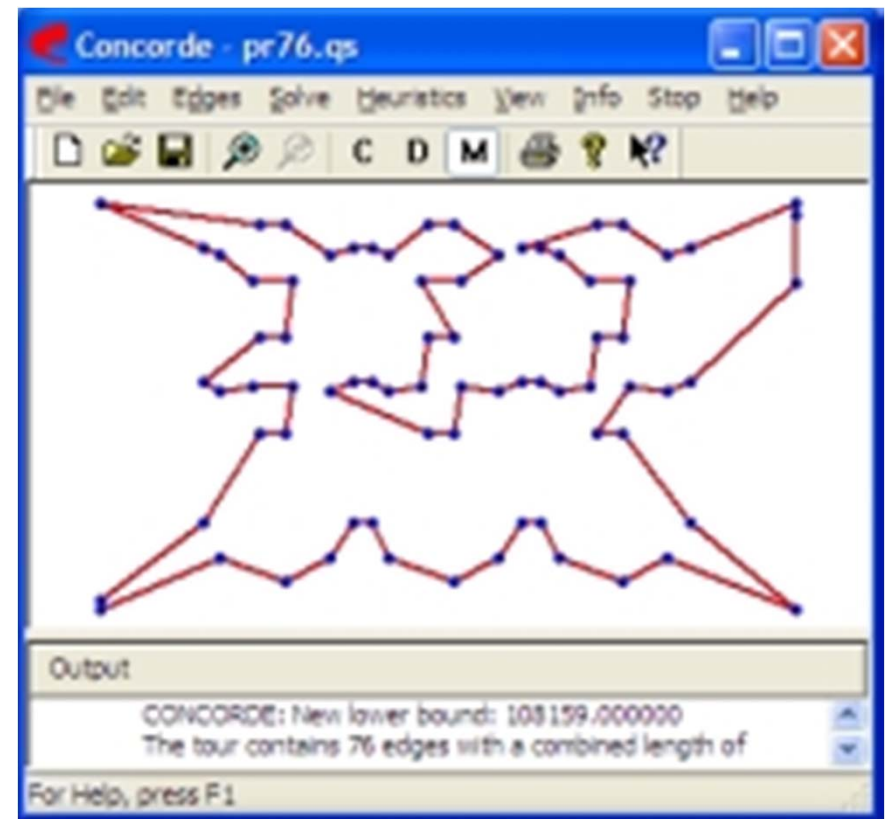 Concorde - pr76.qs
File Edit Edges Solve Heuristics View Info Stop Help
C D M
Output
CONCORDE: New lower bound: 108159.000000
The tour contains 76 edges with a combined length of
For Help, press F1